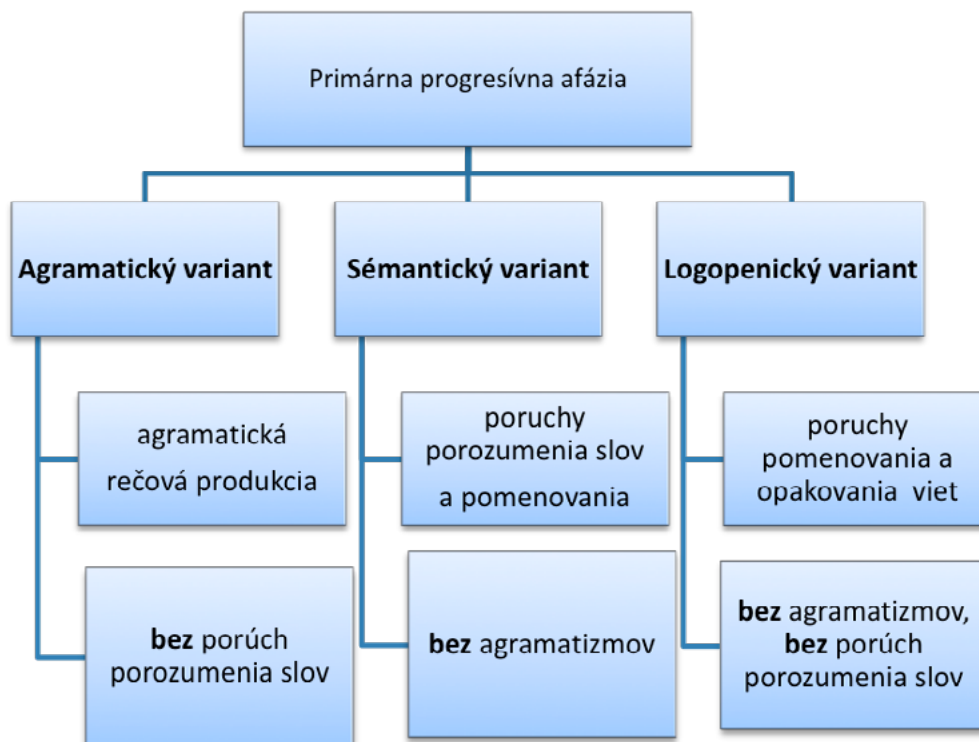 Primárna progresívna afázia
Agramatický variant
Sémantický variant
Logopenický variant
agramatická
rečová produkcia
poruchy
porozumenia slov
a pomenovania
poruchy
pomenovania a
opakovania viet
bez porúch
porozumenia slov
bez agramatizmov
bez agramatizmov,
bez porúch
porozumenia slov